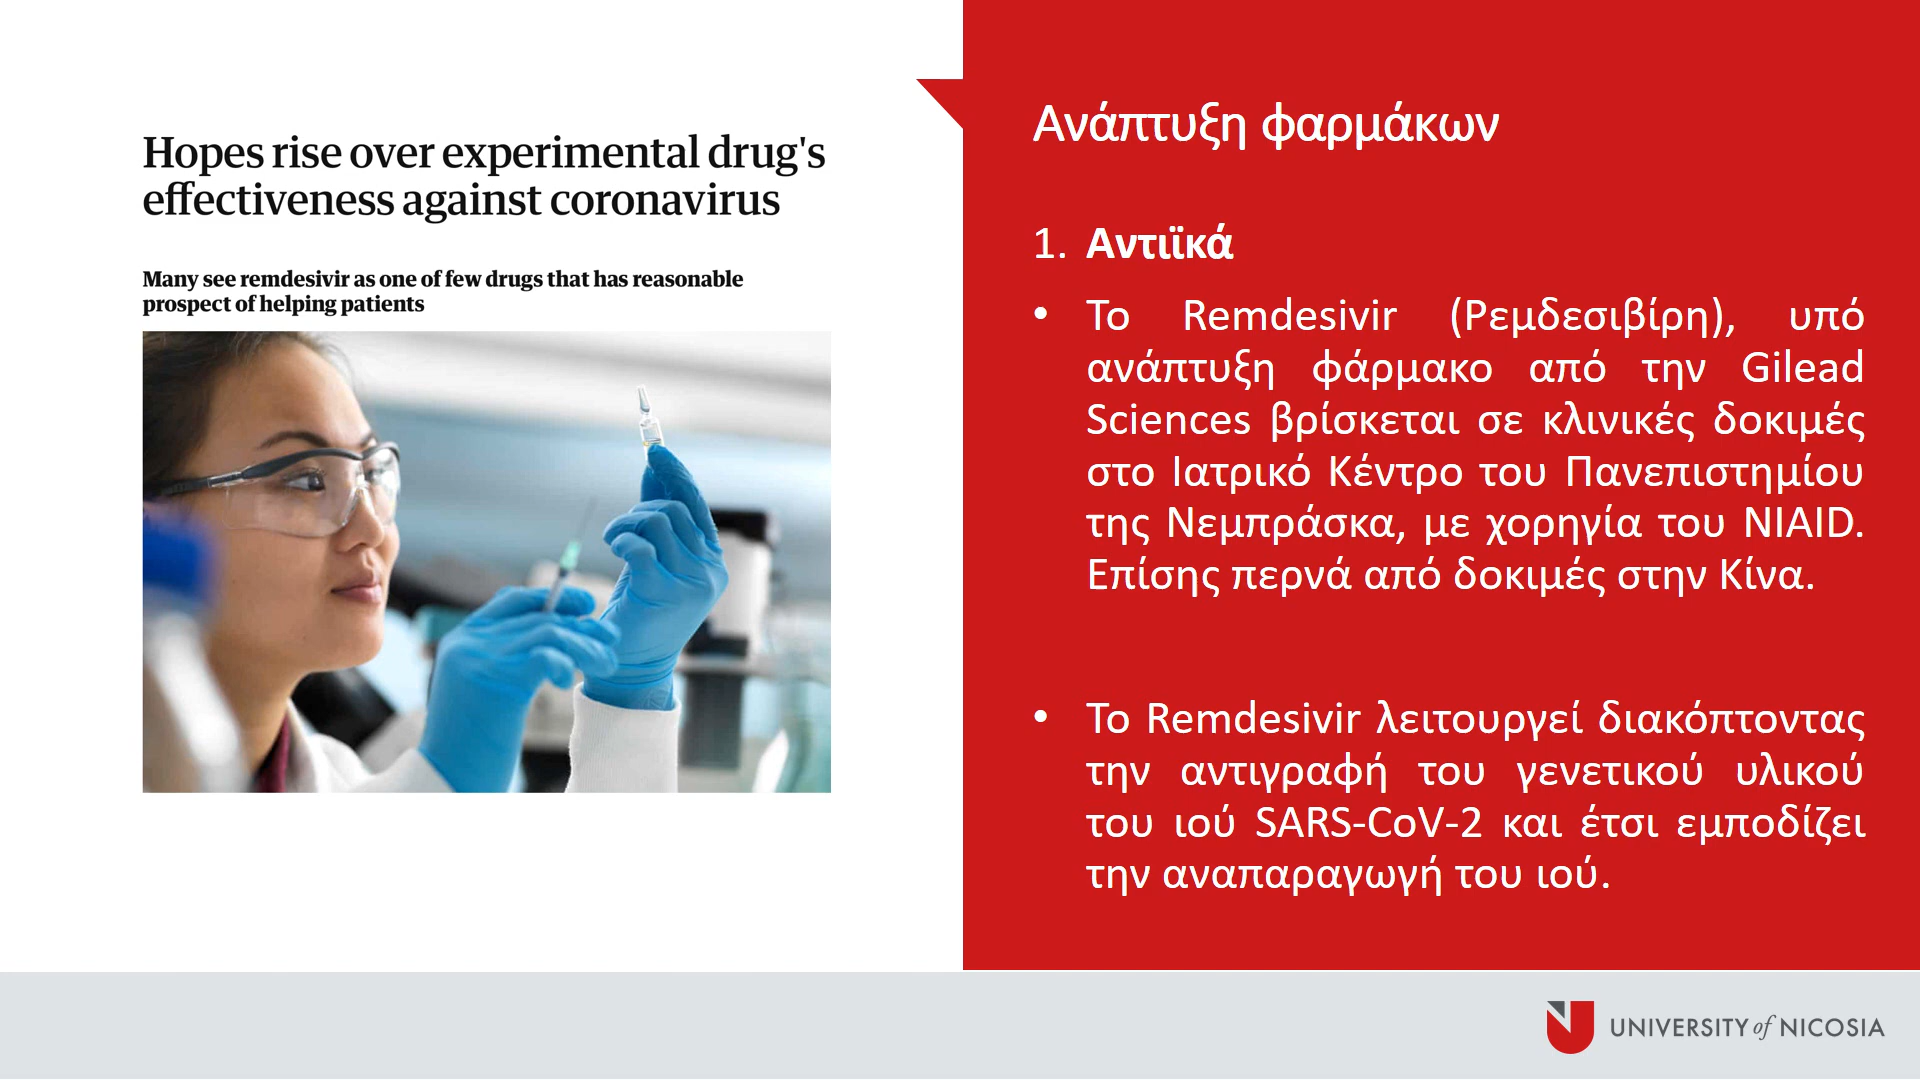 Hopes rise over experimental drug's
effectiveness against coronavirus
Many see remdesivir as one of few drugs that has reasonable
prospect of helping patients
Ανάπτυξη φαρμάκων
1. Αντιϊκά
• Το Remdesivir (Ρεμδεσιβίρη), υπό
ανάπτυξη φάρμακο από την Gilead
Sciences βρίσκεται σε κλινικές δοκιμές
στο Ιατρικό Κέντρο του Πανεπιστημίου
της Νεμπράσκα, με χορηγία του NIAID.
Επίσης περνά από δοκιμές στην Κίνα.
• Το Remdesivir λειτουργεί διακόπτοντας
την αντιγραφή του γενετικού υλικού
του ιού SARS-CoV-2 και έτσι εμποδίζει
την αναπαραγωγή του ιού.
UNIVERSITY of NICOSIA